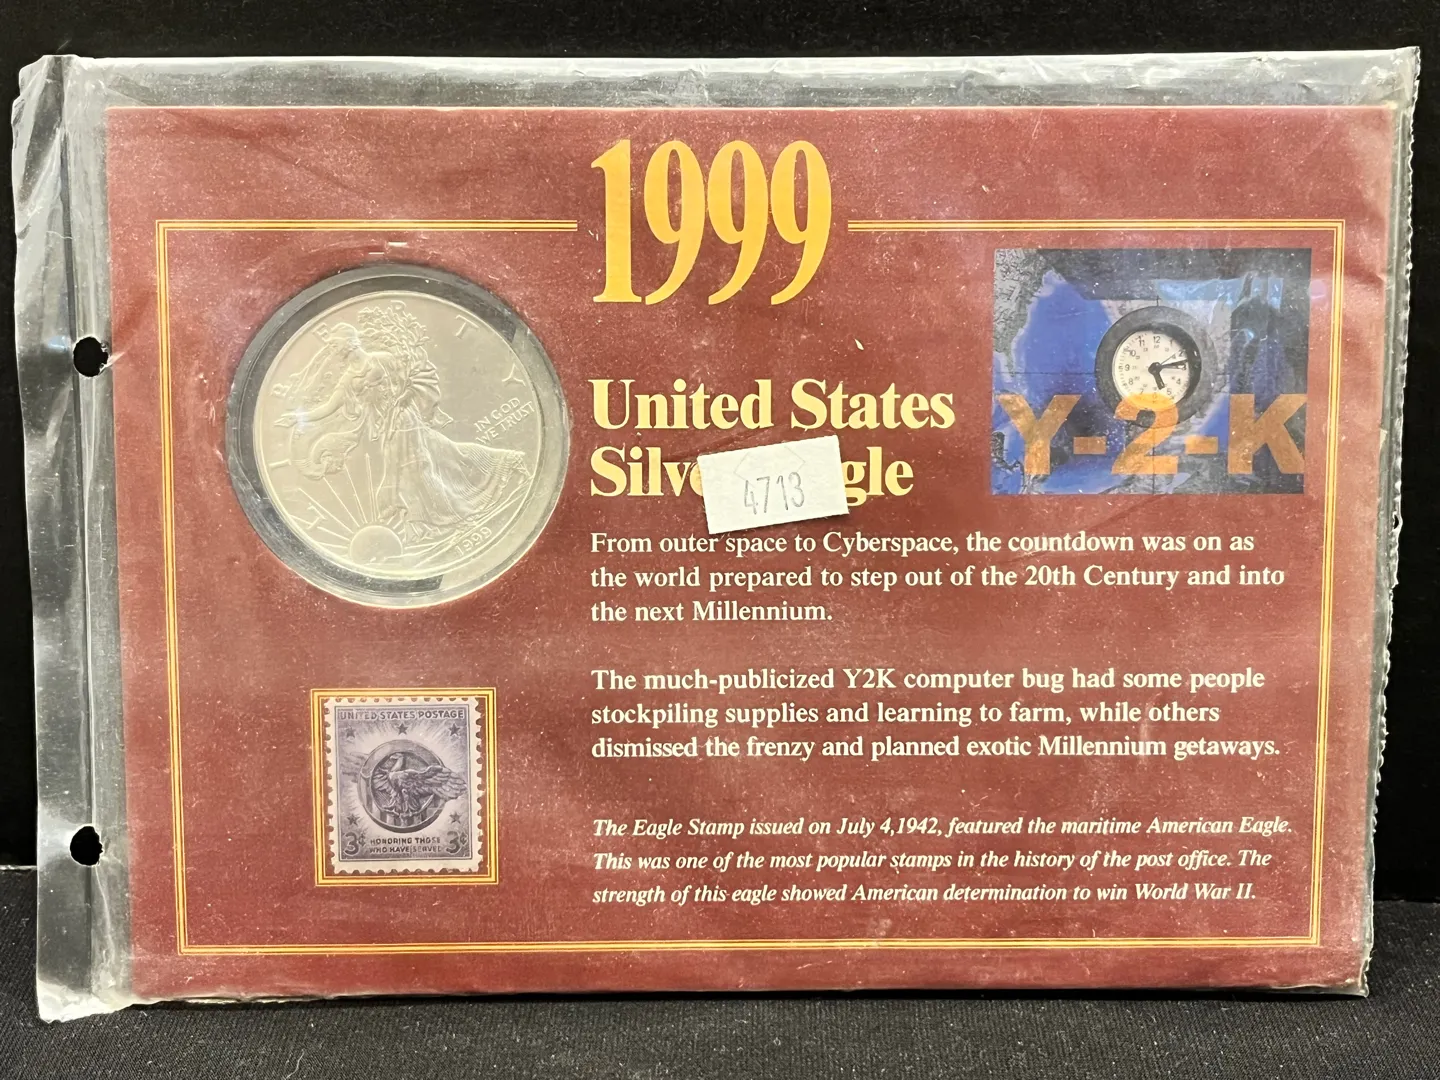 1999
United States
Silver Eagle
4713
From outer space to Cyberspace, the countdown was on as
the world prepared to step out of the 20th Century and into
the next Millennium.
The much-publicized Y2K computer bug had some people
stockpiling supplies and learning to farm, while others
dismissed the frenzy and planned exotic Millennium getaways.
The Eagle Stamp issued on July 4,1942, featured the maritime American Eagle.
This was one of the most popular stamps in the history of the post office. The
strength of this eagle showed American determination to win World War II.
Y-2-K
LIBERTY
IN GOD
WE TRUST
1999
UNITED STATES POSTAGE
3¢ HONORING THOSE 3¢
WHO HAVE SERVED